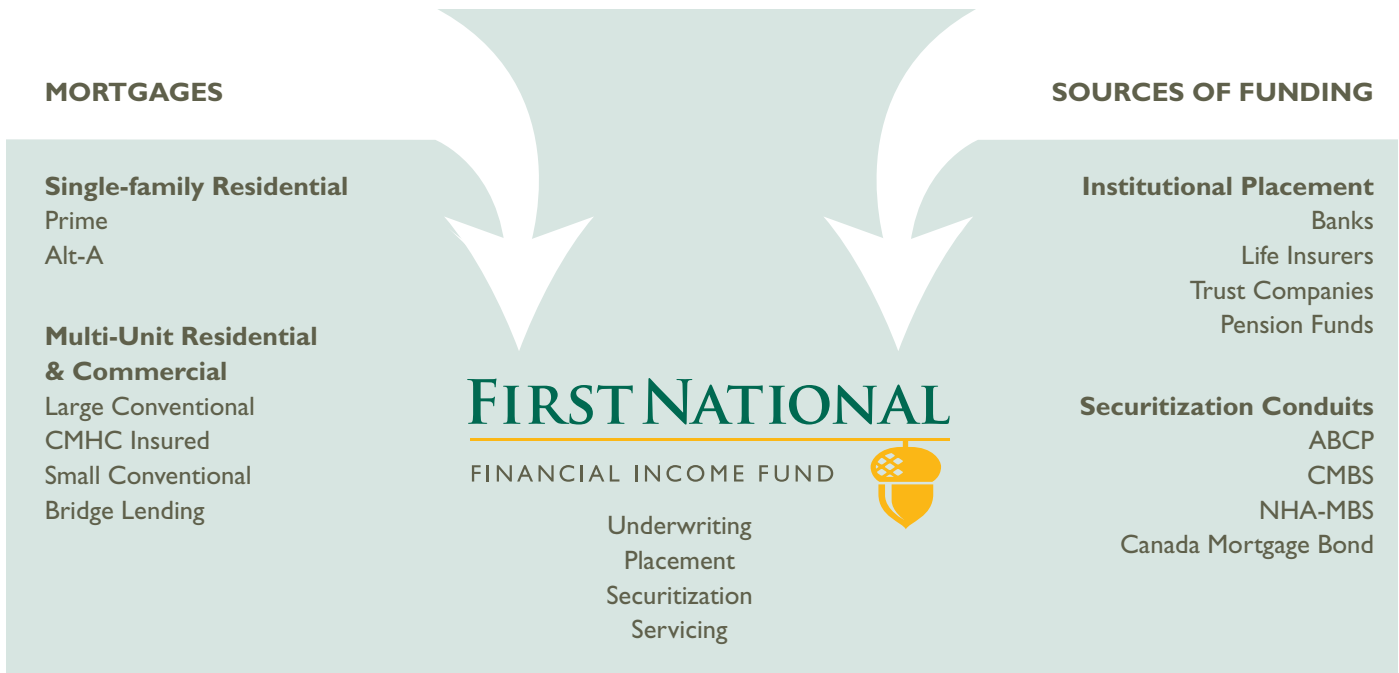 MORTGAGES
Single-family Residential
Prime
Alt-A
Multi-Unit Residential
& Commercial
Large Conventional
CMHC Insured
Small Conventional
Bridge Lending
FIRST NATIONAL
FINANCIAL INCOME FUND
Underwriting
Placement
Securitization
Servicing
SOURCES OF FUNDING
Institutional Placement
Banks
Life Insurers
Trust Companies
Pension Funds
Securitization Conduits
ABCP
CMBS
NHA-MBS
Canada Mortgage Bond